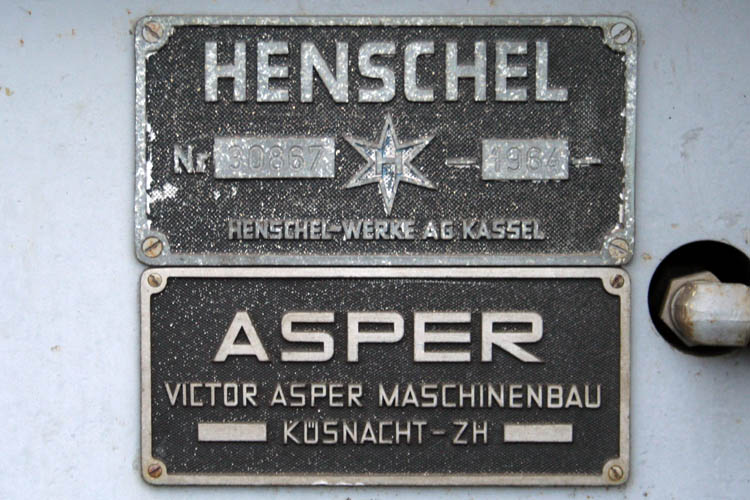 HENSCHEL
Nr 30867 H - 1964 -
HENSCHEL-WERKE AG KASSEL
ASPER
VICTOR ASPER MASCHINENBAU
KÜSNACHT-ZH